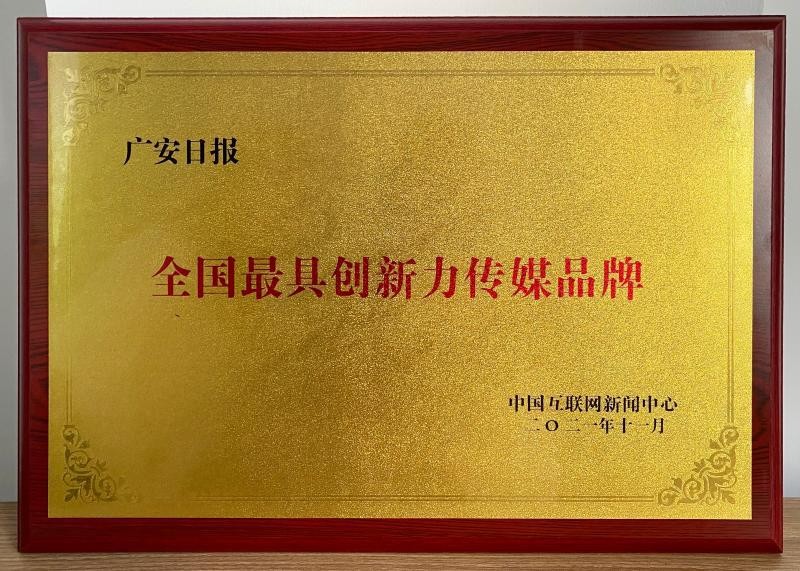 广安日报
全国最具创新力传媒品牌
中国互联网新闻中心
二〇二一年十一月